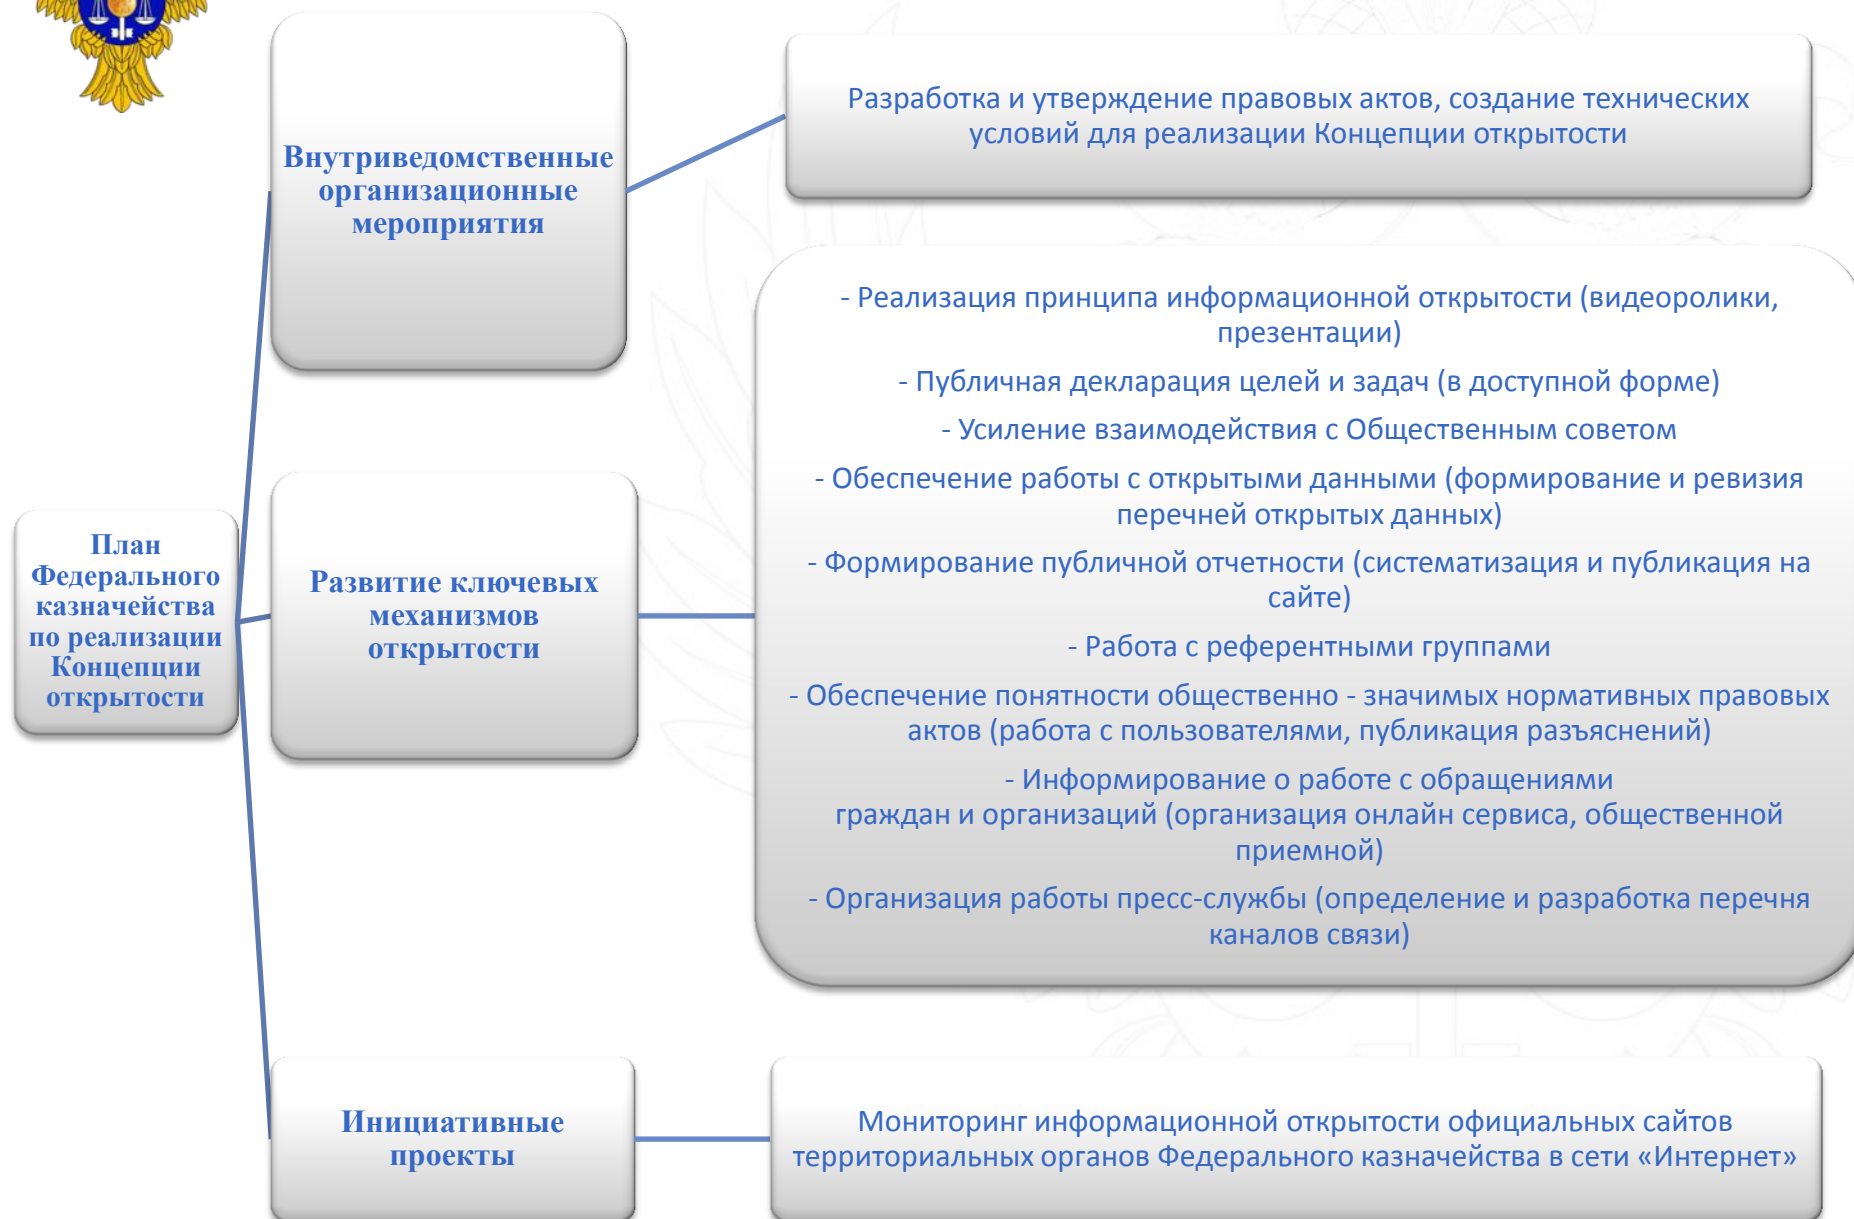 План
Федерального
казначейства
по реализации
Концепции
открытости
Внутриведомственные
организационные
мероприятия
Разработка и утверждение правовых актов, создание технических
условий для реализации Концепции открытости
Развитие ключевых
механизмов
открытости
- Реализация принципа информационной открытости (видеоролики,
презентации)
- Публичная декларация целей и задач (в доступной форме)
- Усиление взаимодействия с Общественным советом
- Обеспечение работы с открытыми данными (формирование и ревизия
перечней открытых данных)
- Формирование публичной отчетности (систематизация и публикация на
сайте)
- Работа с референтными группами
- Обеспечение понятности общественно - значимых нормативных правовых
актов (работа с пользователями, публикация разъяснений)
- Информирование о работе с обращениями
граждан и организаций (организация онлайн сервиса, общественной
приемной)
- Организация работы пресс-службы (определение и разработка перечня
каналов связи)
Инициативные
проекты
Мониторинг информационной открытости официальных сайтов
территориальных органов Федерального казначейства в сети «Интернет»